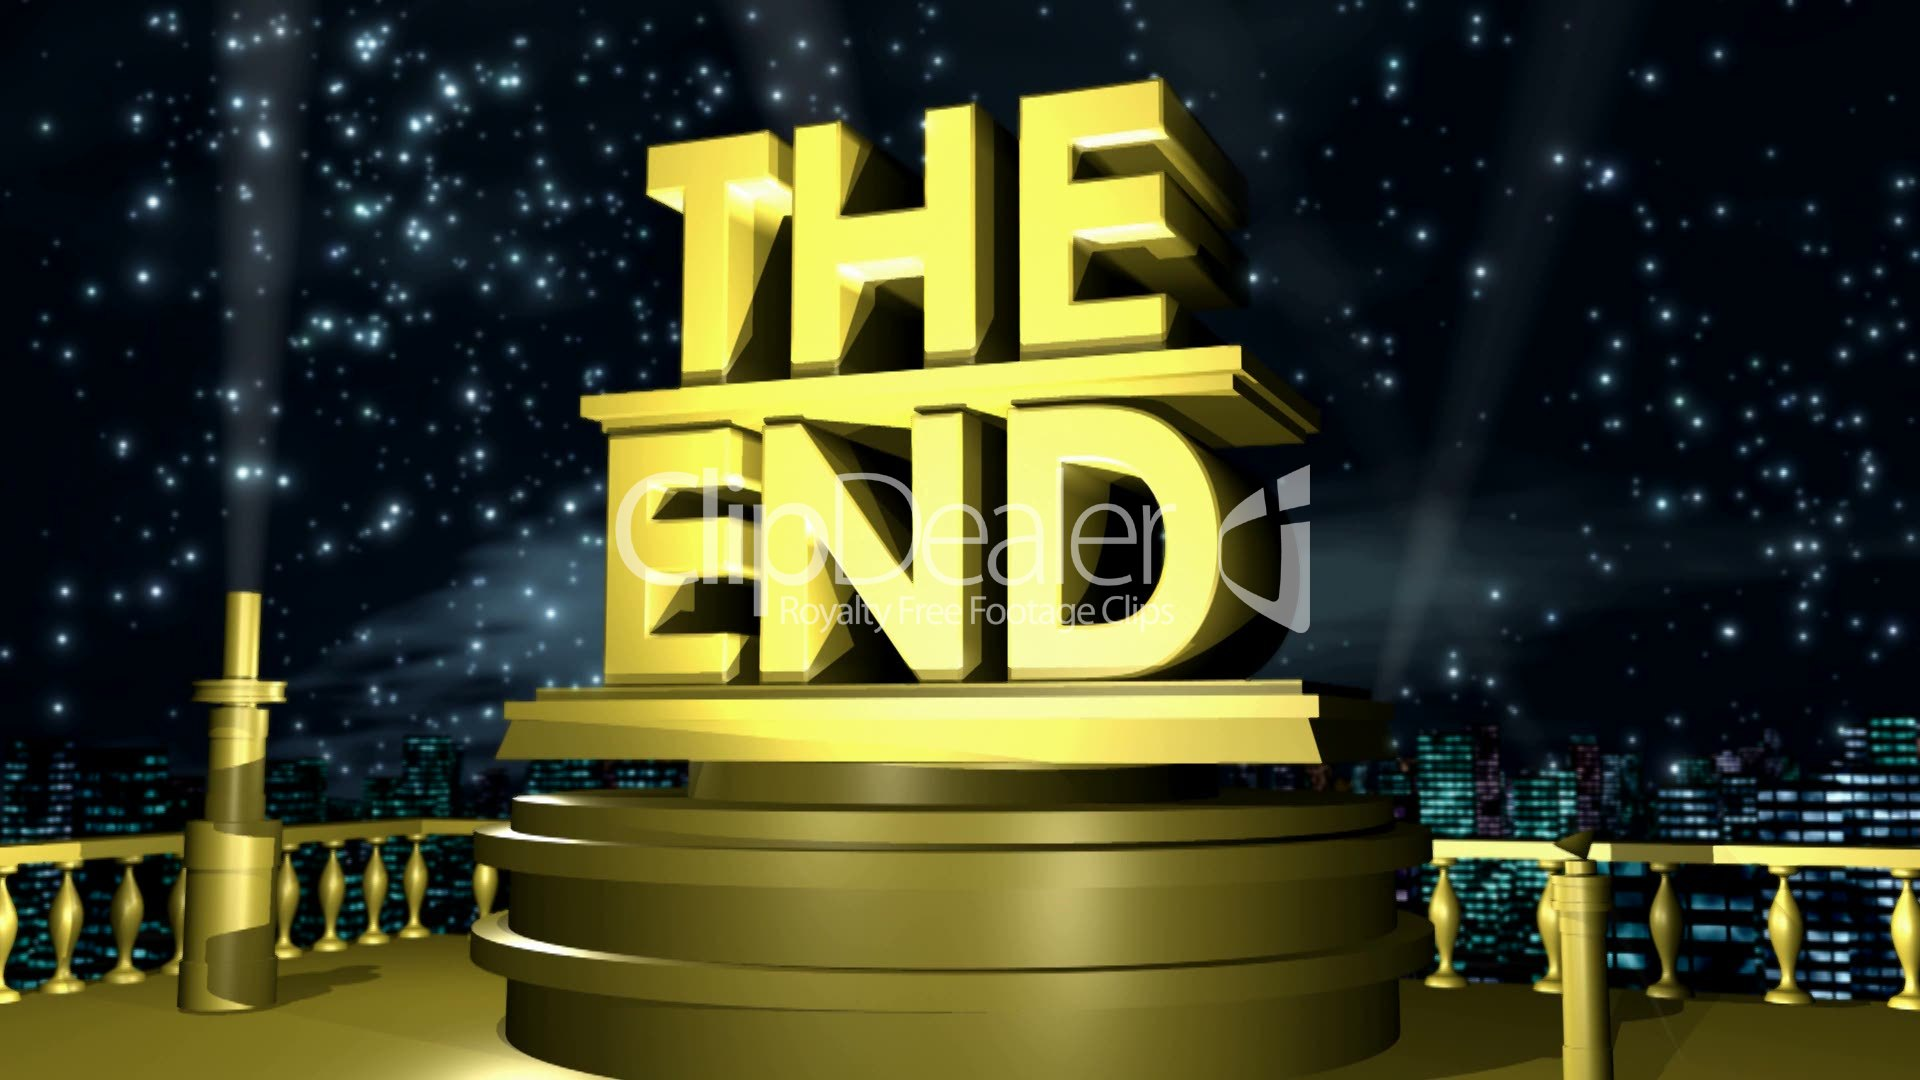 THE
END
ClipDealer
Royalty Free Footage Clips